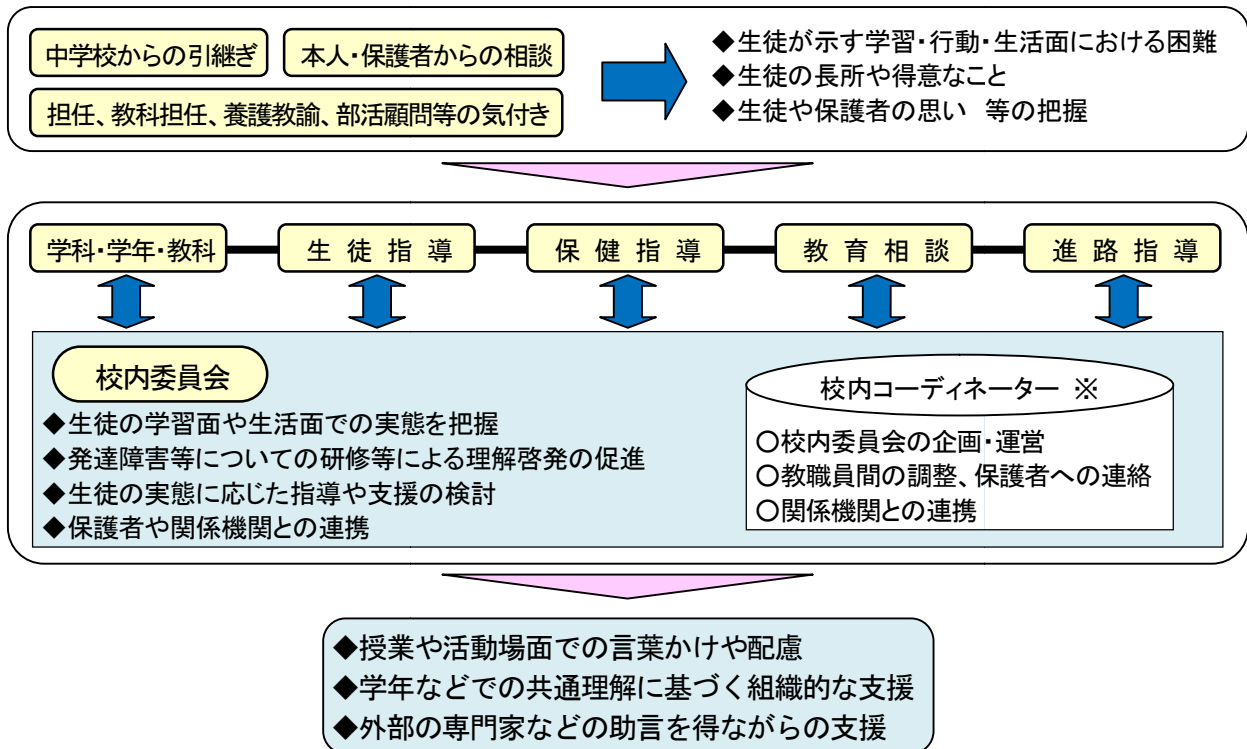 中学校からの引継ぎ
本人・保護者からの相談
担任、教科担任、養護教諭、部活顧問等の気付き
◆生徒が示す学習・行動・生活面における困難
◆生徒の長所や得意なこと
◆生徒や保護者の思い　等の把握
学科・学年・教科
生徒指導
保健指導
教育相談
進路指導
校内委員会
◆生徒の学習面や生活面での実態を把握
◆発達障害等についての研修等による理解啓発の促進
◆生徒の実態に応じた指導や支援の検討
◆保護者や関係機関との連携
校内コーディネーター ※
○校内委員会の企画・運営
○教職員間の調整、保護者への連絡
○関係機関との連携
◆授業や活動場面での言葉かけや配慮
◆学年などでの共通理解に基づく組織的な支援
◆外部の専門家などの助言を得ながらの支援